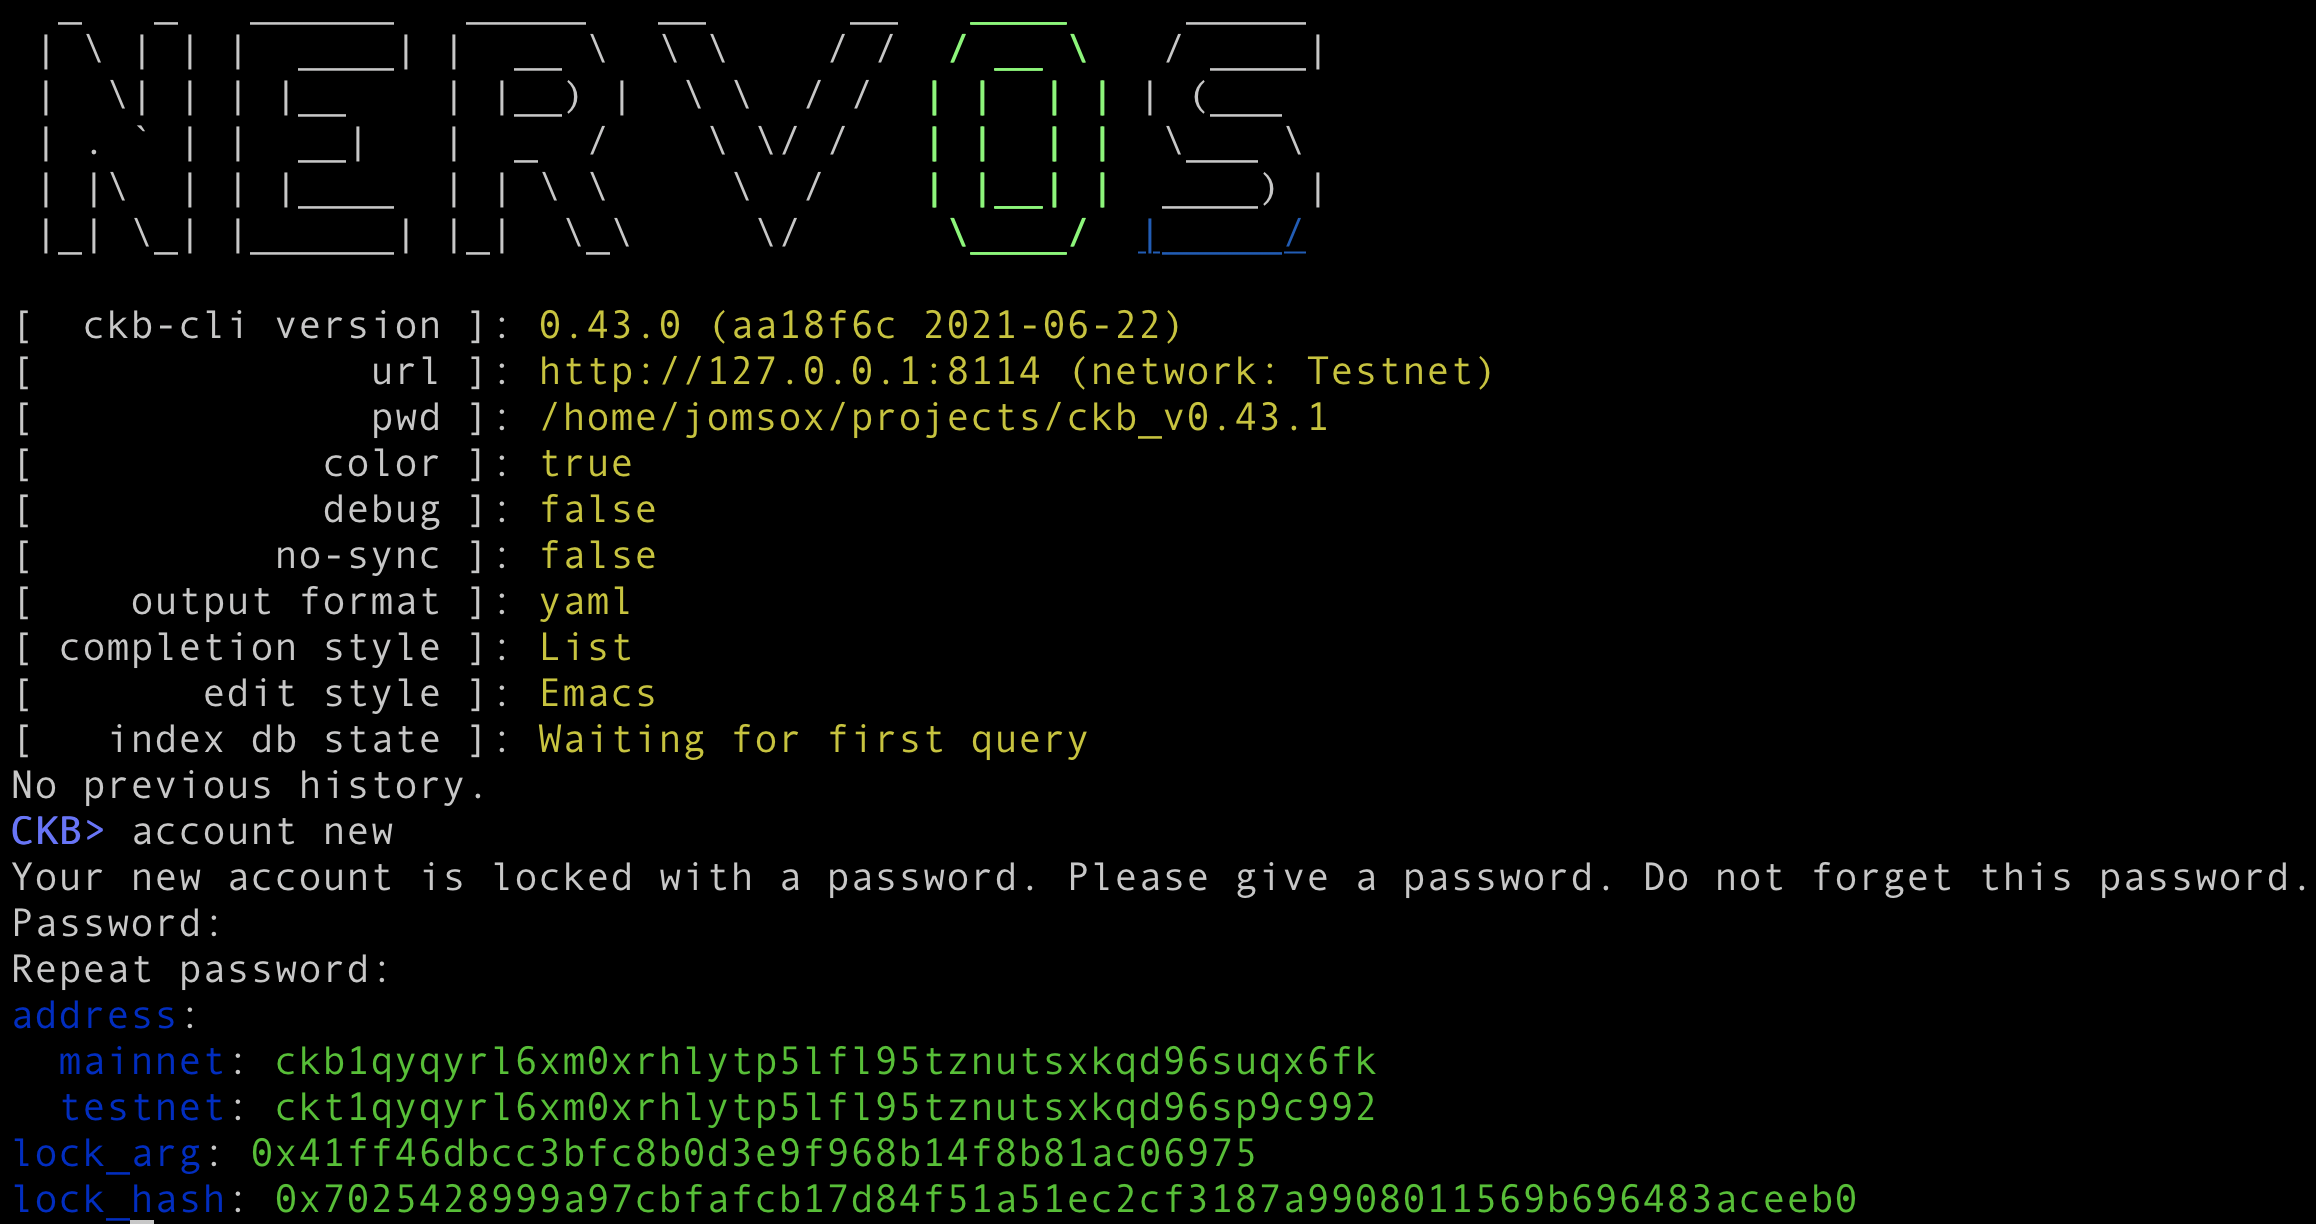 NERVOS
[   ckb-cli version ]: 0.43.0 (aa18f6c 2021-06-22)
[               url ]: http://127.0.0.1:8114 (network: Testnet)
[               pwd ]: /home/jomsox/projects/ckb_v0.43.1
[             color ]: true
[             debug ]: false
[           no-sync ]: false
[     output format ]: yaml
[  completion style ]: List
[        edit style ]: Emacs
[    index db state ]: Waiting for first query
No previous history.
CKB> account new
Your new account is locked with a password. Please give a password. Do not forget this password.
Password:
Repeat password:
address:
  mainnet: ckb1qyqyrl6xm0xrhlytp5lfl95tznutsxkqd96suqx6fk
  testnet: ckt1qyqyrl6xm0xrhlytp5lfl95tznutsxkqd96sp9c992
lock_arg: 0x41ff46dbcc3bfc8b0d3e9f968b14f8b81ac06975
lock_hash: 0x7025428999a97cbfafcb17d84f51a51ec2cf3187a9908011569b696483aceeb0